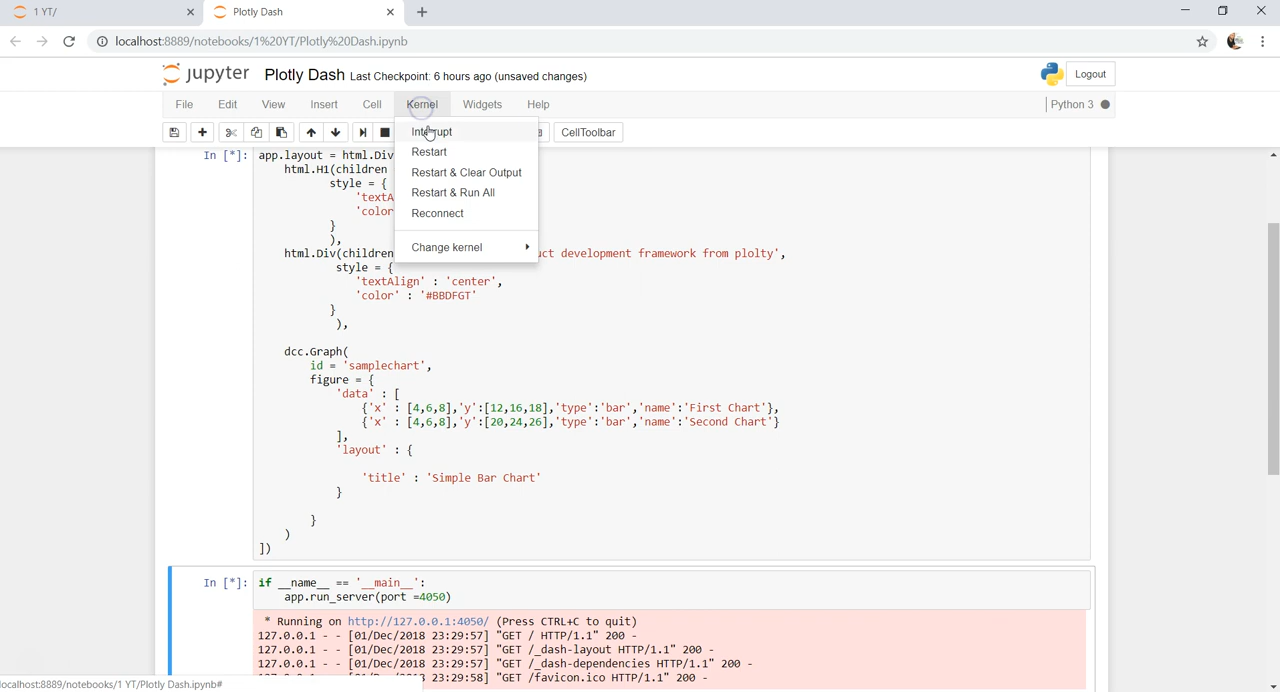 1 YT/
Plotly Dash
localhost:8889/notebooks/1%20YT/Plotly%20Dash.ipynb
jupyter Plotly Dash Last Checkpoint: 6 hours ago (unsaved changes)
Logout
File Edit View Insert Cell Kernel Widgets Help
Python 3
CellToolbar
Interrupt
Restart
Restart & Clear Output
Restart & Run All
Reconnect
Change kernel
In [*]: app.layout = html.Div
html.H1(children
style = {
'textA
'color
}
),
html.Div(children uct development framework from plolty',
style = {
'textAlign' : 'center',
'color' : '#BBDFGT'
}
),
dcc.Graph(
id = 'samplechart',
figure = {
'data' : [
{'x' : [4,6,8],'y':[12,16,18],'type':'bar','name':'First Chart'},
{'x' : [4,6,8],'y':[20,24,26],'type':'bar','name':'Second Chart'}
],
'layout' : {
'title' : 'Simple Bar Chart'
}
}
)
])
In [*]: if __name__ == '__main__':
app.run_server(port =4050)
* Running on http://127.0.0.1:4050/ (Press CTRL+C to quit)
127.0.0.1 - - [01/Dec/2018 23:29:57] "GET / HTTP/1.1" 200 -
127.0.0.1 - - [01/Dec/2018 23:29:57] "GET /_dash-layout HTTP/1.1" 200 -
127.0.0.1 - - [01/Dec/2018 23:29:57] "GET /_dash-dependencies HTTP/1.1" 200 -
23:29:58] "GET /favicon.ico HTTP/1.1" 200 -
localhost:8889/notebooks/1 YT/Plotly Dash.ipynb#